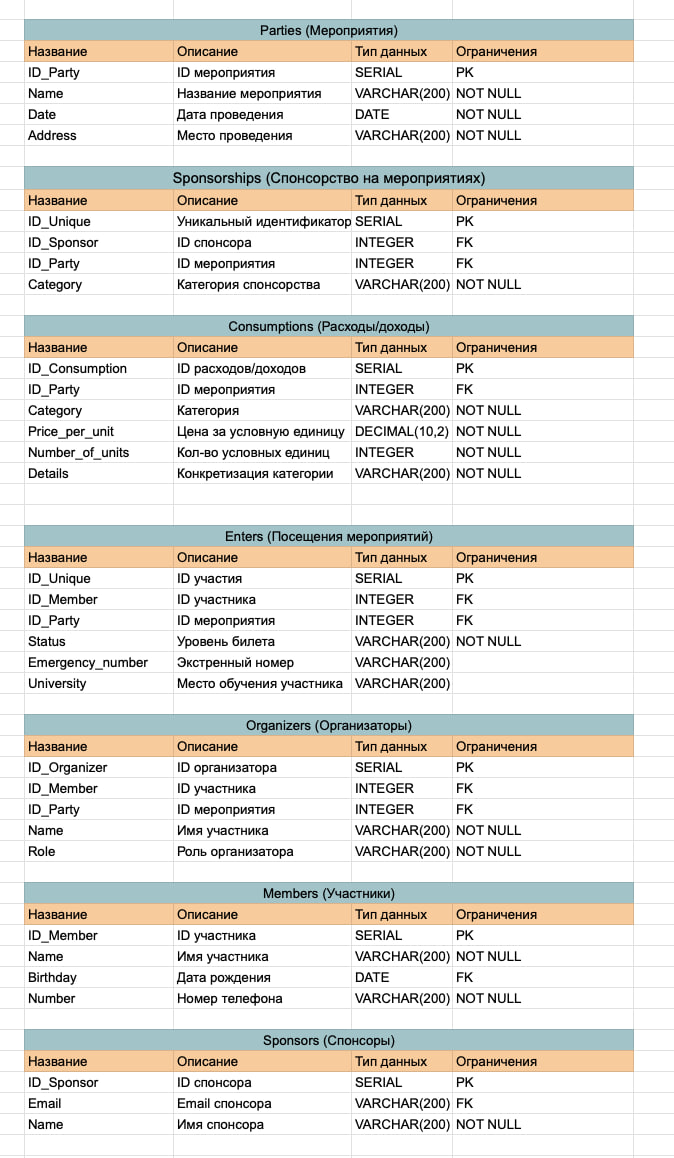 Parties (Мероприятия)
Название Описание Тип данных Ограничения
ID_Party ID мероприятия SERIAL PK
Name Название мероприятия VARCHAR(200) NOT NULL
Date Дата проведения DATE NOT NULL
Address Место проведения VARCHAR(200) NOT NULL
Sponsorships (Спонсорство на мероприятиях)
Название Описание Тип данных Ограничения
ID_Unique Уникальный идентификатор SERIAL PK
ID_Sponsor ID спонсора INTEGER FK
ID_Party ID мероприятия INTEGER FK
Category Категория спонсорства VARCHAR(200) NOT NULL
Consumptions (Расходы/доходы)
Название Описание Тип данных Ограничения
ID_Consumption ID расходов/доходов SERIAL PK
ID_Party ID мероприятия INTEGER FK
Category Категория VARCHAR(200) NOT NULL
Price_per_unit Цена за условную единицу DECIMAL(10,2) NOT NULL
Number_of_units Кол-во условных единиц INTEGER NOT NULL
Details Конкретизация категории VARCHAR(200) NOT NULL
Enters (Посещения мероприятий)
Название Описание Тип данных Ограничения
ID_Unique ID участия SERIAL PK
ID_Member ID участника INTEGER FK
ID_Party ID мероприятия INTEGER FK
Status Уровень билета VARCHAR(200) NOT NULL
Emergency_number Экстренный номер VARCHAR(200)
University Место обучения участника VARCHAR(200)
Organizers (Организаторы)
Название Описание Тип данных Ограничения
ID_Organizer ID организатора SERIAL PK
ID_Member ID участника INTEGER FK
ID_Party ID мероприятия INTEGER FK
Name Имя участника VARCHAR(200) NOT NULL
Role Роль организатора VARCHAR(200) NOT NULL
Members (Участники)
Название Описание Тип данных Ограничения
ID_Member ID участника SERIAL PK
Name Имя участника VARCHAR(200) NOT NULL
Birthday Дата рождения DATE FK
Number Номер телефона VARCHAR(200) NOT NULL
Sponsors (Спонсоры)
Название Описание Тип данных Ограничения
ID_Sponsor ID спонсора SERIAL PK
Email Email спонсора VARCHAR(200) FK
Name Имя спонсора VARCHAR(200) NOT NULL